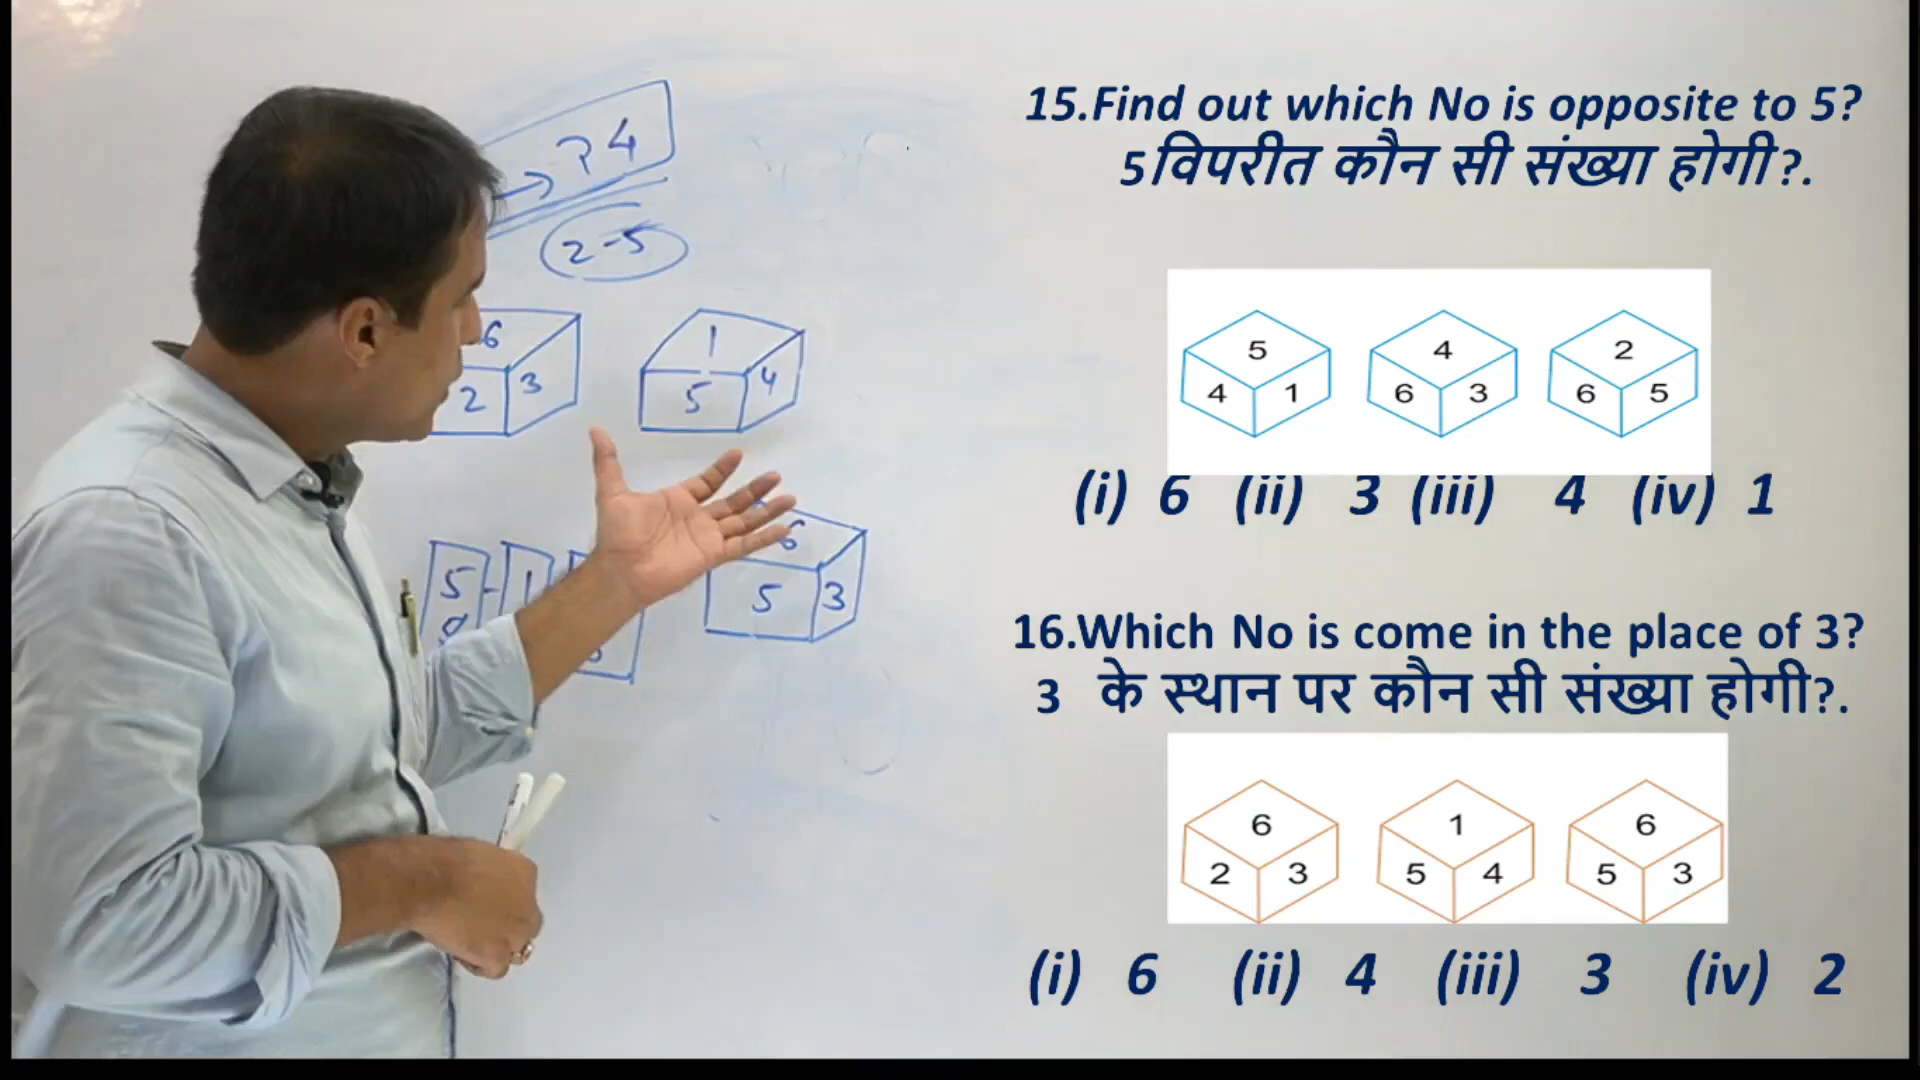 15.Find out which No is opposite to 5?
5विपरीत कौन सी संख्या होगी?.
5
4 1
4
6 3
2
6 5
(i) 6 (ii) 3 (iii) 4 (iv) 1
16.Which No is come in the place of 3?
3 के स्थान पर कौन सी संख्या होगी?.
6
2 3
1
5 4
6
5 3
(i) 6 (ii) 4 (iii) 3 (iv) 2
→ ? 4
2-5
6
2 3
1
5 4
5 - 1
6
5 3